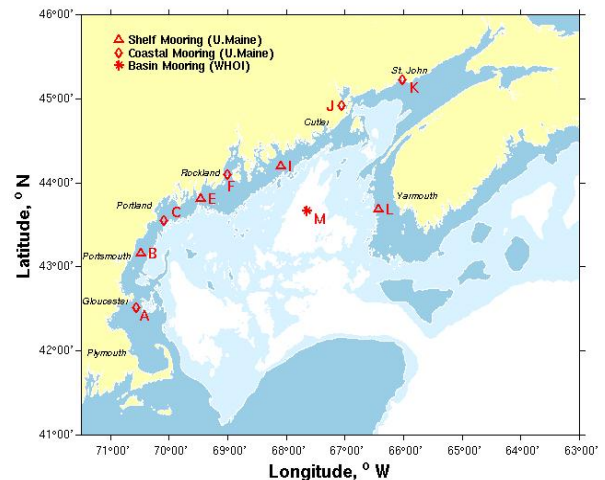 Shelf Mooring (U.Maine)
Coastal Mooring (U.Maine)
Basin Mooring (WHOI)
St. John
K
J
Cutler
I
Rockland
F
E
Yarmouth
L
Portland
C
M
Portsmouth
B
Gloucester
A
Plymouth
46°00'
45°00'
44°00'
43°00'
42°00'
41°00'
Latitude, ° N
71°00' 70°00' 69°00' 68°00' 67°00' 66°00' 65°00' 64°00' 63°00'
Longitude, ° W